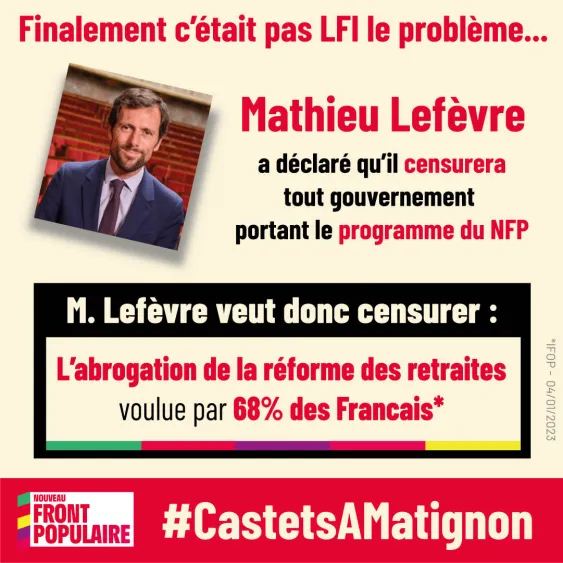 Finalement c'était pas LFI le problème...
Mathieu Lefèvre
a déclaré qu'il censurera
tout gouvernement
portant le programme du NFP
M. Lefèvre veut donc censurer :
L'abrogation de la réforme des retraites
voulue par 68% des Francais*
*IFOP - 04/01/2023
NOUVEAU
FRONT
POPULAIRE
#CastetsAMatignon